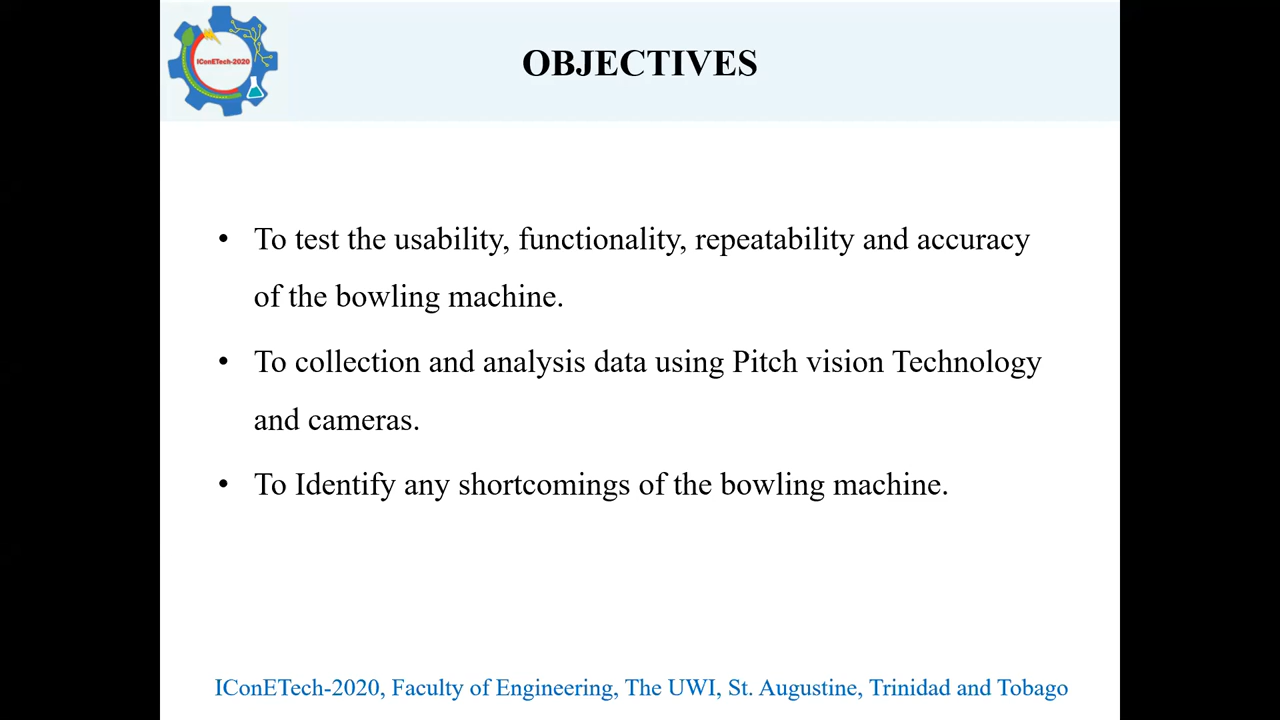 IConETech-2020
OBJECTIVES
• To test the usability, functionality, repeatability and accuracy
of the bowling machine.
• To collection and analysis data using Pitch vision Technology
and cameras.
• To Identify any shortcomings of the bowling machine.
IConETech-2020, Faculty of Engineering, The UWI, St. Augustine, Trinidad and Tobago